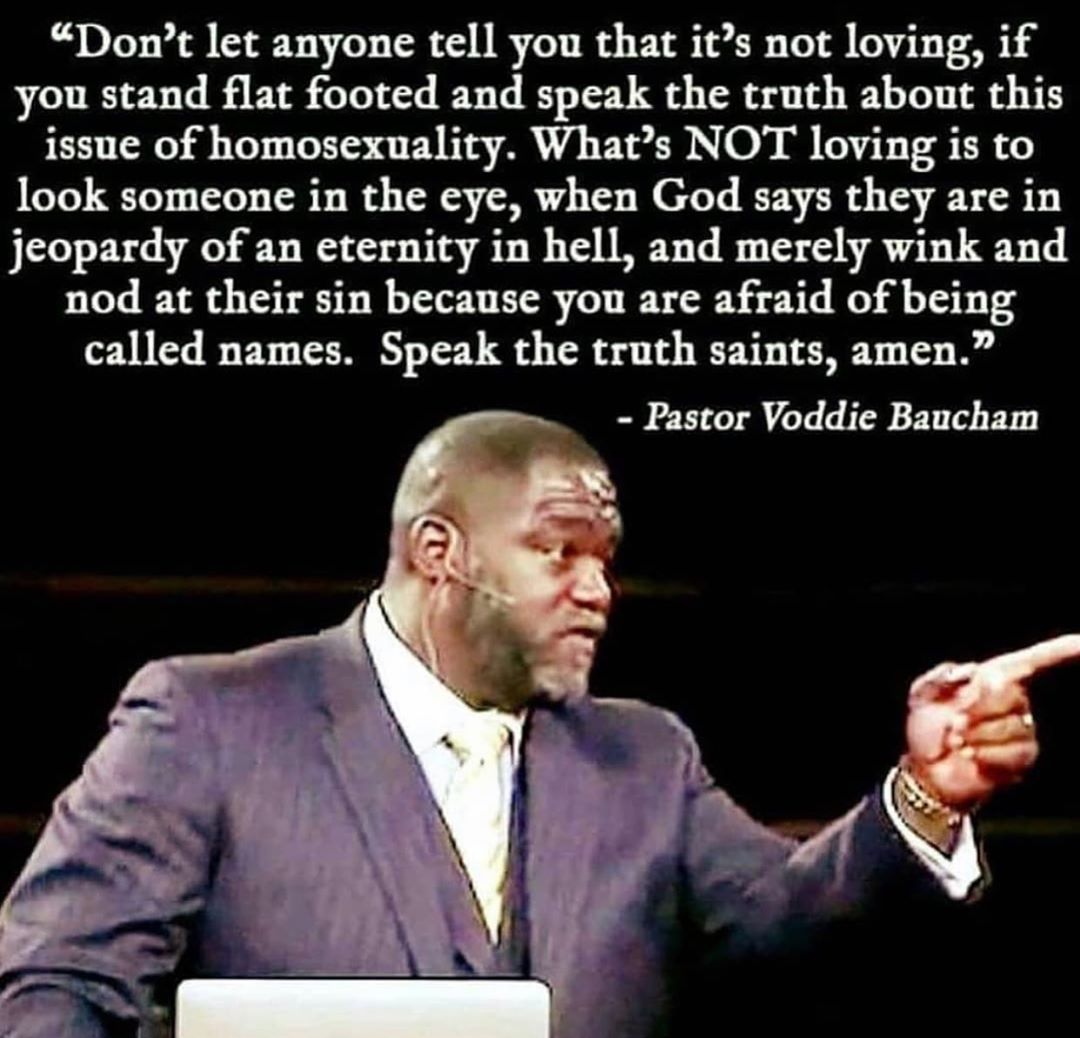 “Don’t let anyone tell you that it’s not loving, if
you stand flat footed and speak the truth about this
issue of homosexuality. What’s NOT loving is to
look someone in the eye, when God says they are in
jeopardy of an eternity in hell, and merely wink and
nod at their sin because you are afraid of being
called names.  Speak the truth saints, amen.”
- Pastor Voddie Baucham